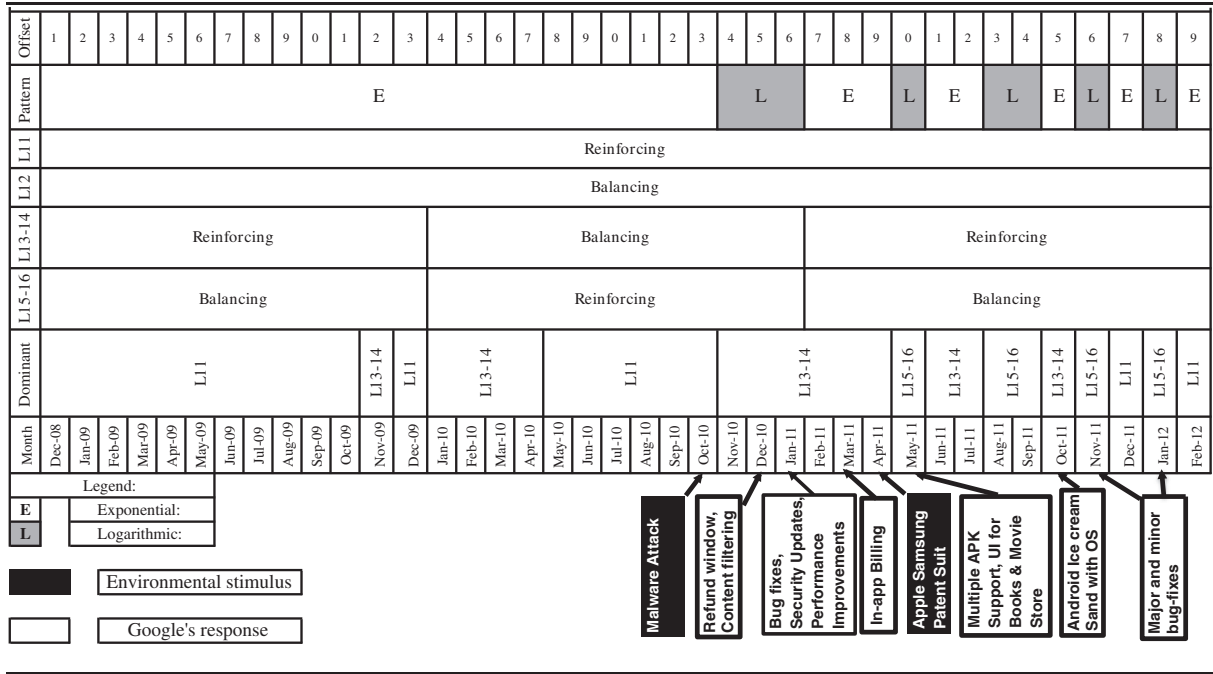 Offset 1 2 3 4 5 6 7 8 9 0 1 2 3 4 5 6 7 8 9 0 1 2 3 4 5 6 7 8 9 0 1 2 3 4 5 6 7 8 9
Pattern E L E L E L E L E L E
L11 Reinforcing
L12 Balancing
L13-14 Reinforcing Balancing Reinforcing
L15-16 Balancing Reinforcing Balancing
Dominant L11 L13-14 L11 L13-14 L11 L13-14 L15-16 L13-14 L15-16 L13-14 L15-16 L11 L15-16 L11
Month Dec-08 Jan-09 Feb-09 Mar-09 Apr-09 May-09 Jun-09 Jul-09 Aug-09 Sep-09 Oct-09 Nov-09 Dec-09 Jan-10 Feb-10 Mar-10 Apr-10 May-10 Jun-10 Jul-10 Aug-10 Sep-10 Oct-10 Nov-10 Dec-10 Jan-11 Feb-11 Mar-11 Apr-11 May-11 Jun-11 Jul-11 Aug-11 Sep-11 Oct-11 Nov-11 Dec-11 Jan-12 Feb-12
Legend:
E Exponential:
L Logarithmic:
Environmental stimulus
Google's response
Malware Attack
Refund window,
Content filtering
Bug fixes,
Security Updates,
Performance
Improvements
In-app Billing
Apple Samsung
Patent Suit
Multiple APK
Support, UI for
Books & Movie
Store
Android Ice cream
Sand with OS
Major and minor
bug-fixes